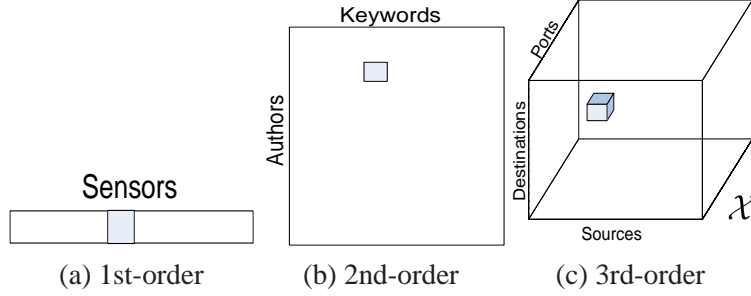 Sensors
(a) 1st-order
Keywords
Authors
(b) 2nd-order
Ports
Destinations
Sources
𝒳
(c) 3rd-order